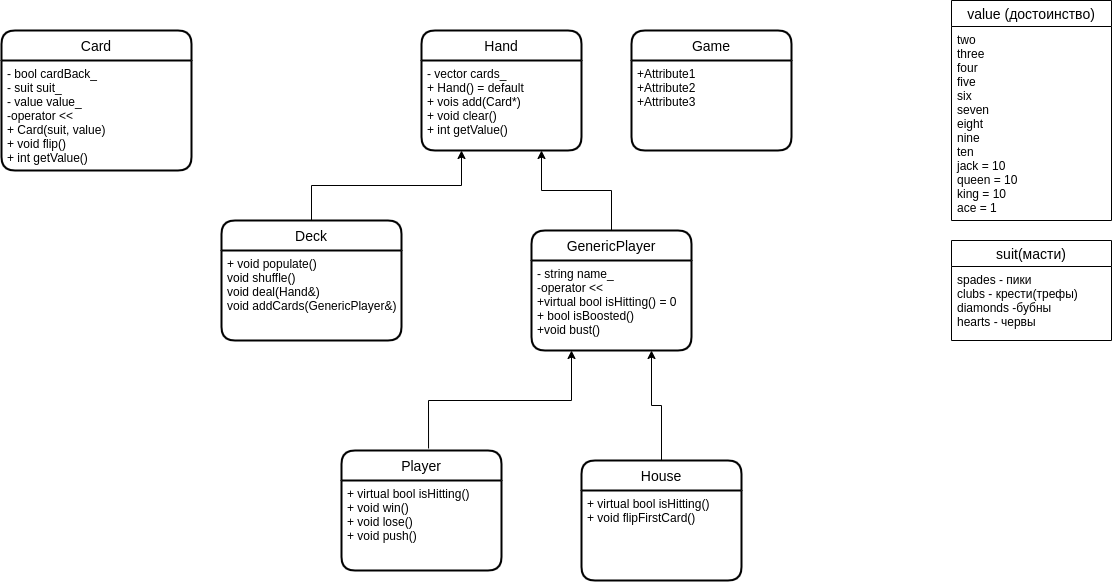 Card
- bool cardBack_
- suit suit_
- value value_
-operator <<
+ Card(suit, value)
+ void flip()
+ int getValue()
Hand
- vector cards_
+ Hand() = default
+ vois add(Card*)
+ void clear()
+ int getValue()
Game
+Attribute1
+Attribute2
+Attribute3
value (достоинство)
two
three
four
five
six
seven
eight
nine
ten
jack = 10
queen = 10
king = 10
ace = 1
Deck
+ void populate()
void shuffle()
void deal(Hand&)
void addCards(GenericPlayer&)
GenericPlayer
- string name_
-operator <<
+virtual bool isHitting() = 0
+ bool isBoosted()
+void bust()
suit(масти)
spades - пики
clubs - крести(трефы)
diamonds -бубны
hearts - червы
Player
+ virtual bool isHitting()
+ void win()
+ void lose()
+ void push()
House
+ virtual bool isHitting()
+ void flipFirstCard()